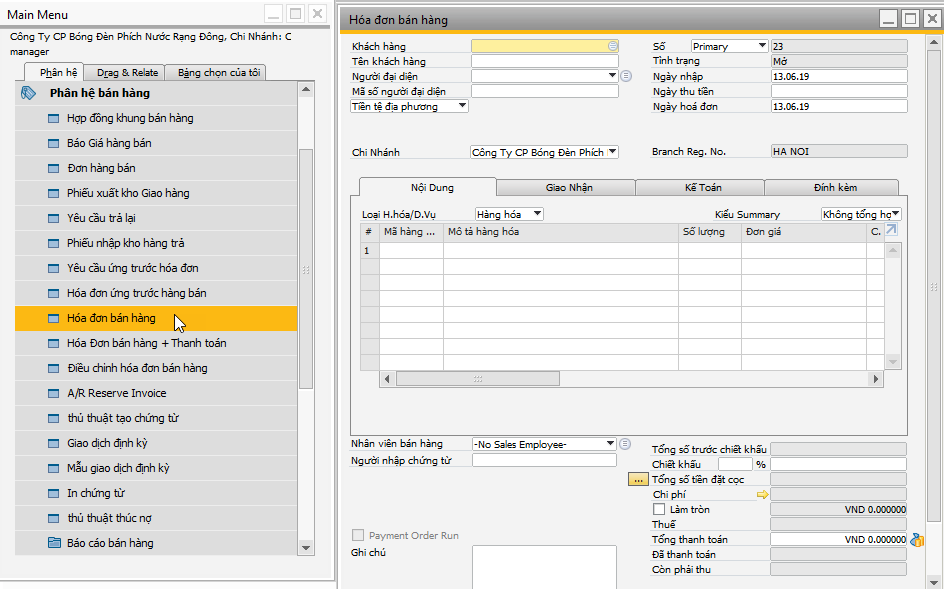 Main Menu
Công Ty CP Bóng Đèn Phích Nước Rạng Đông, Chi Nhánh: C
manager
Phân hệ
Drag & Relate
Bảng chọn của tôi
Phân hệ bán hàng
Hợp đồng khung bán hàng
Báo Giá hàng bán
Đơn hàng bán
Phiếu xuất kho Giao hàng
Yêu cầu trả lại
Phiếu nhập kho hàng trả
Yêu cầu ứng trước hóa đơn
Hóa đơn ứng trước hàng bán
Hóa đơn bán hàng
Hóa Đơn bán hàng + Thanh toán
Điều chỉnh hóa đơn bán hàng
A/R Reserve Invoice
thủ thuật tạo chứng từ
Giao dịch định kỳ
Mẫu giao dịch định kỳ
In chứng từ
thủ thuật thúc nợ
Báo cáo bán hàng
Hóa đơn bán hàng
Khách hàng
Tên khách hàng
Người đại diện
Mã số người đại diện
Tiền tệ địa phương
Số Primary 23
Tình trạng Mở
Ngày nhập 13.06.19
Ngày thu tiền
Ngày hoá đơn 13.06.19
Chi Nhánh Công Ty CP Bóng Đèn Phích
Branch Reg. No. HA NOI
Nội Dung
Giao Nhận
Kế Toán
Đính kèm
Loại H.hóa/D.Vụ Hàng hóa
Kiểu Summary Không tổng hợ
# Mã hàng ... Mô tả hàng hóa Số lượng Đơn giá C.
1
Nhân viên bán hàng -No Sales Employee-
Người nhập chứng từ
Tổng số trước chiết khấu
Chiết khấu %
... Tổng số tiền đặt cọc
Chi phí
Làm tròn VND 0.000000
Thuế
Tổng thanh toán VND 0.000000
Đã thanh toán
Còn phải thu
Payment Order Run
Ghi chú